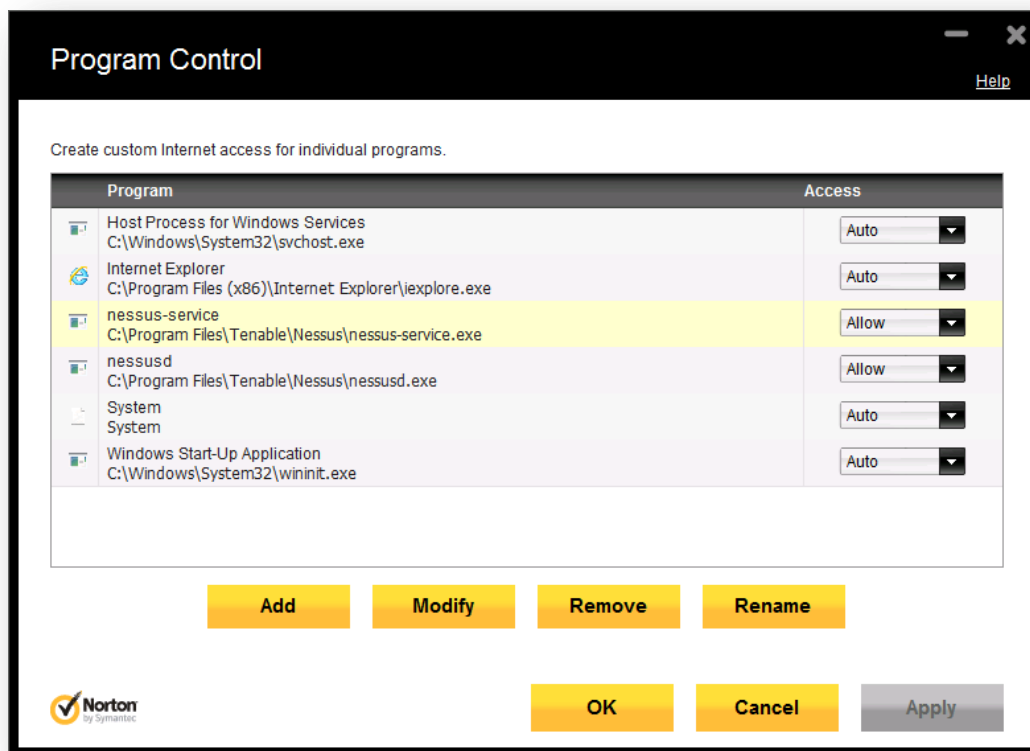 Program Control
Help
Create custom Internet access for individual programs.
Program Access
Host Process for Windows Services
C:\Windows\System32\svchost.exe
Auto
Internet Explorer
C:\Program Files (x86)\Internet Explorer\iexplore.exe
Auto
nessus-service
C:\Program Files\Tenable\Nessus\nessus-service.exe
Allow
nessusd
C:\Program Files\Tenable\Nessus\nessusd.exe
Allow
System
System
Auto
Windows Start-Up Application
C:\Windows\System32\wininit.exe
Auto
Add Modify Remove Rename
Norton
by Symantec
OK Cancel Apply